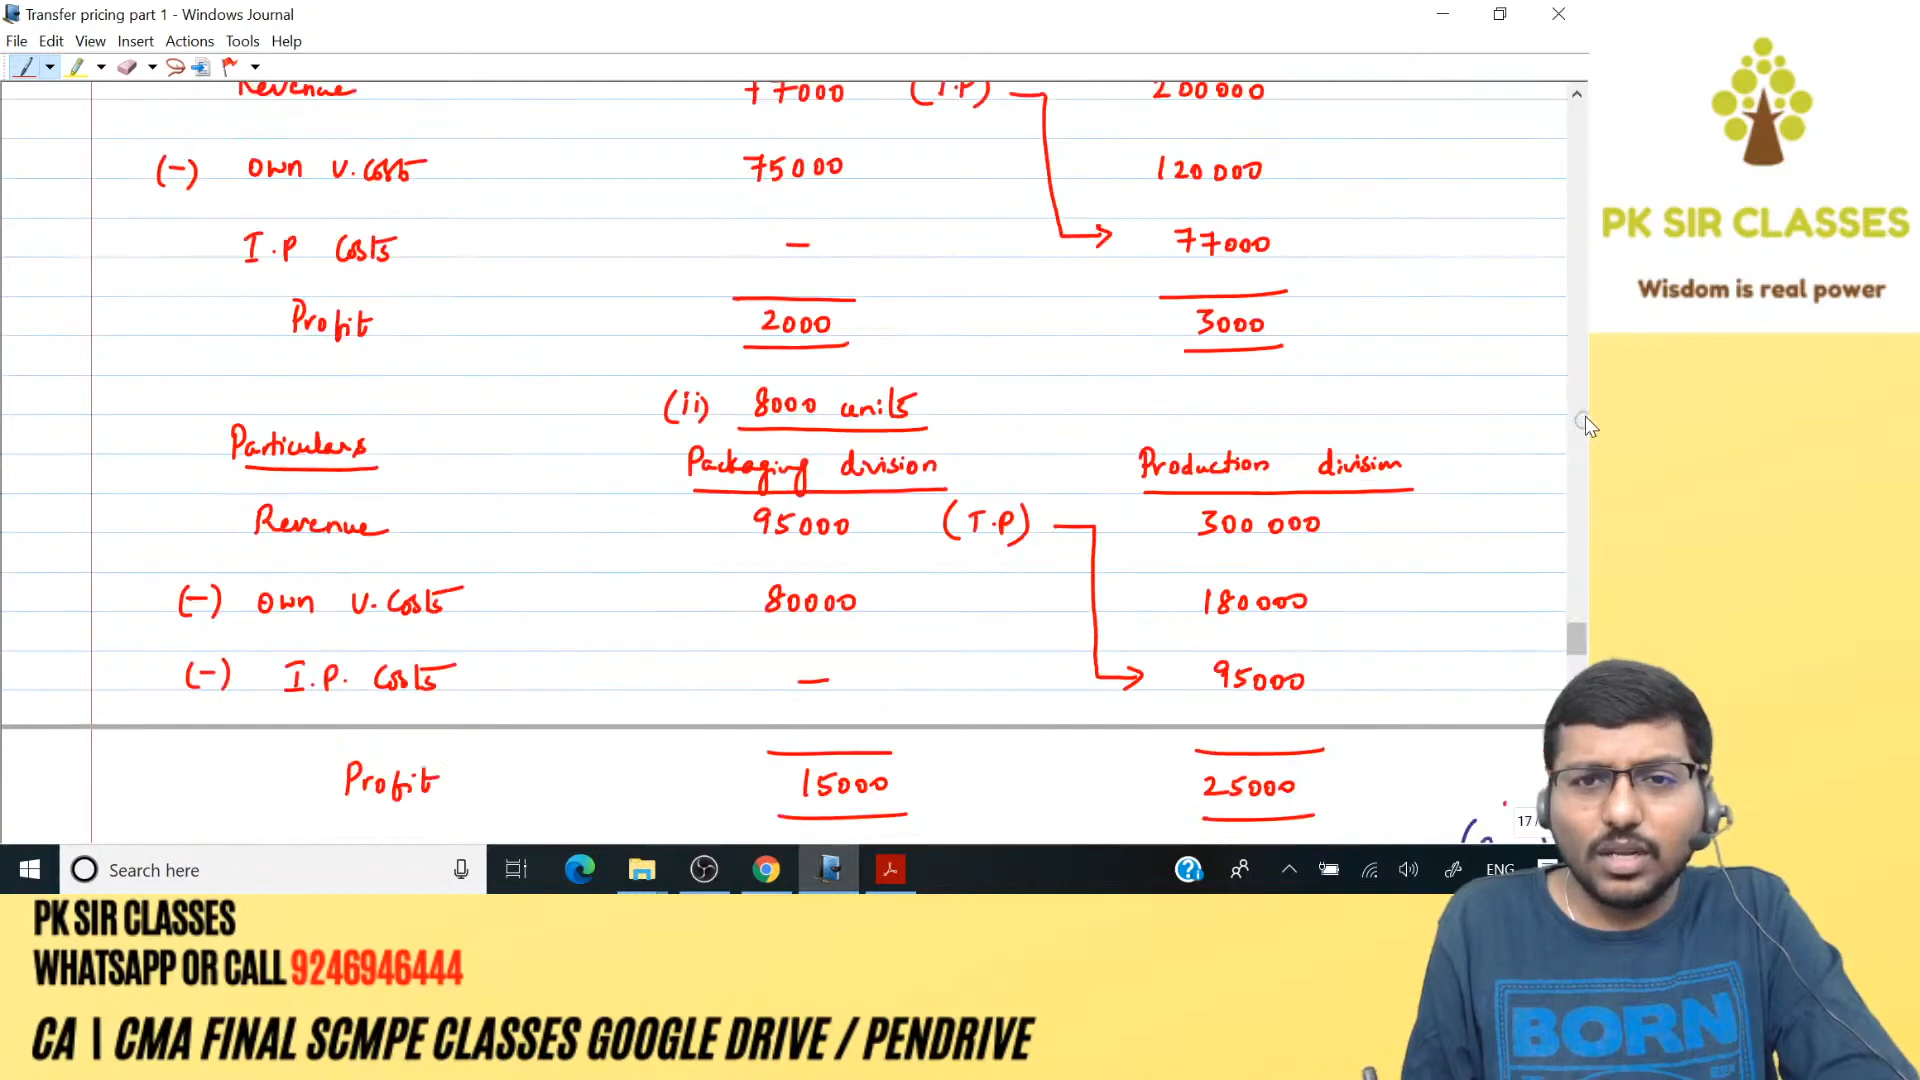 Transfer pricing part 1 - Windows Journal
File Edit View Insert Actions Tools Help
Revenue 77000 (T.P) 200000
(-) own v. costs 75000 120000
I.P costs - 77000
Profit 2000 3000
(ii) 8000 units
Particulars Packaging division Production division
Revenue 95000 (T.P) 300 000
(-) own v. costs 80000 180000
(-) I.P. costs - 95000
Profit 15000 25000
17 /
Search here
ENG
PK SIR CLASSES
Wisdom is real power
PK SIR CLASSES
WHATSAPP OR CALL 9246946444
CA \ CMA FINAL SCMPE CLASSES GOOGLE DRIVE / PENDRIVE
BORN